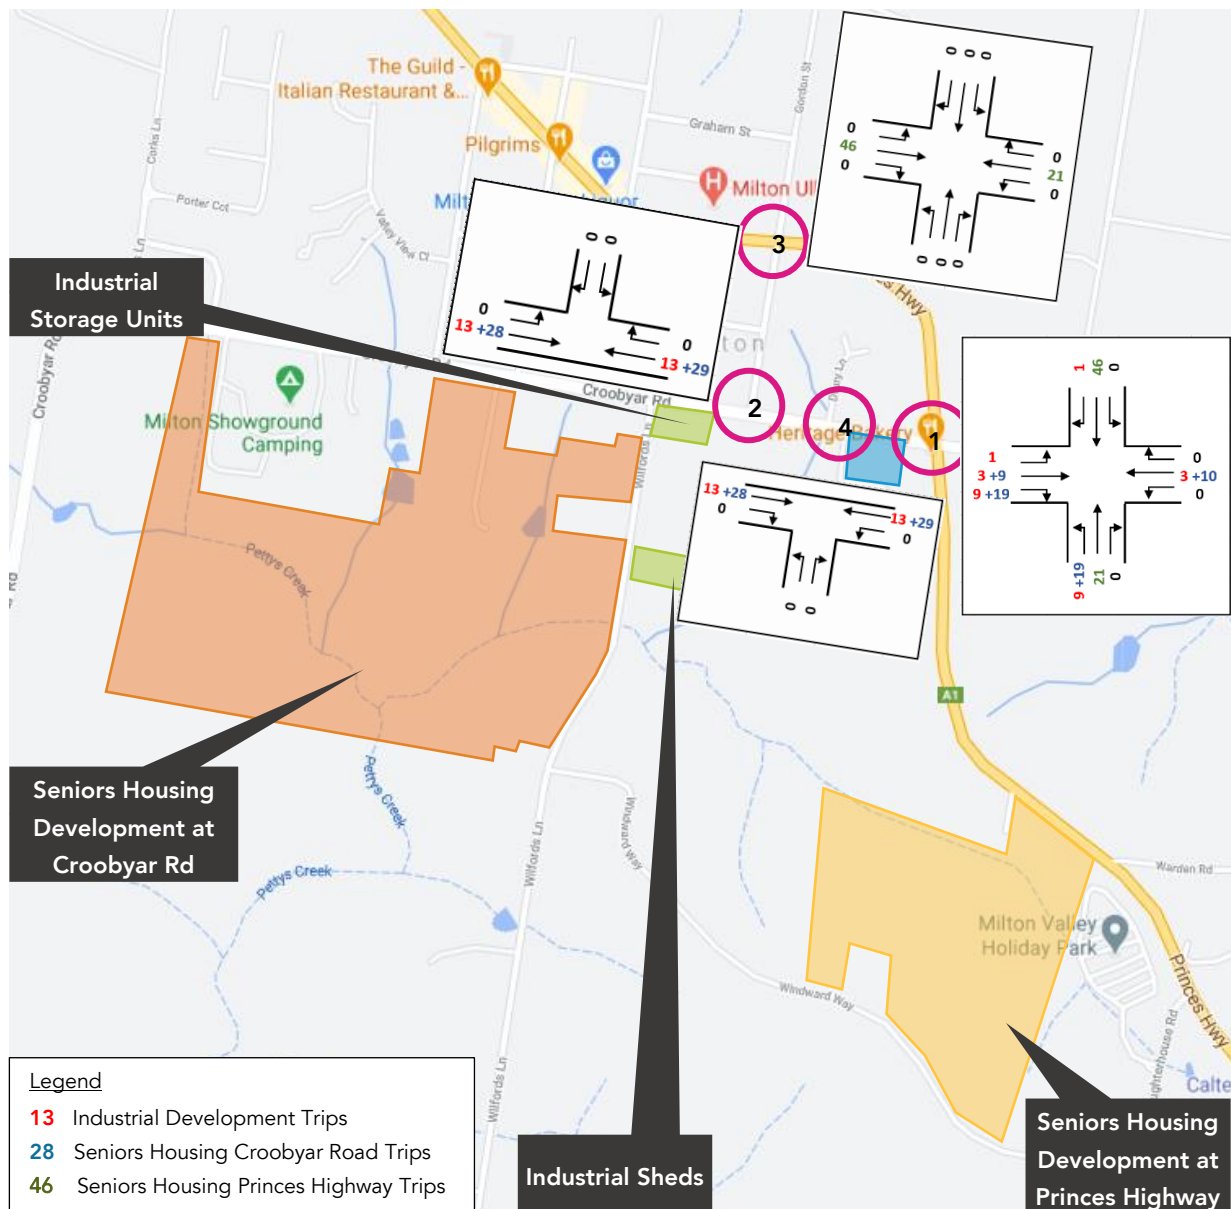 The Guild -
Italian Restaurant &...
Pilgrims
Graham St
Gordon St
Corks Ln
Porter Cct
Valley View Cl
Milton Ull
3
0 0 0
0
46
0
0
21
0
0 0 0
Industrial
Storage Units
0 0
0
13 +28
0
13 +29
Croobyar Rd
Croobyar Rd
Milton Showground
Camping
2
4
1
Heritage Bakery
Wilfords Ln
1 46 0
1
3 +9
9 +19
0
3 +10
0
9 +19
21
0
13 +28
0
13 +29
0
0 0
Pettys Creek
A1
Seniors Housing
Development at
Croobyar Rd
Pettys Creek
Pettys Creek
Wilfords Ln
Windward Way
Warden Rd
Milton Valley
Holiday Park
Windward Way
Princes Hwy
Wilfords Ln
Legend
13 Industrial Development Trips
28 Seniors Housing Croobyar Road Trips
46 Seniors Housing Princes Highway Trips
Industrial Sheds
Seniors Housing
Development at
Princes Highway